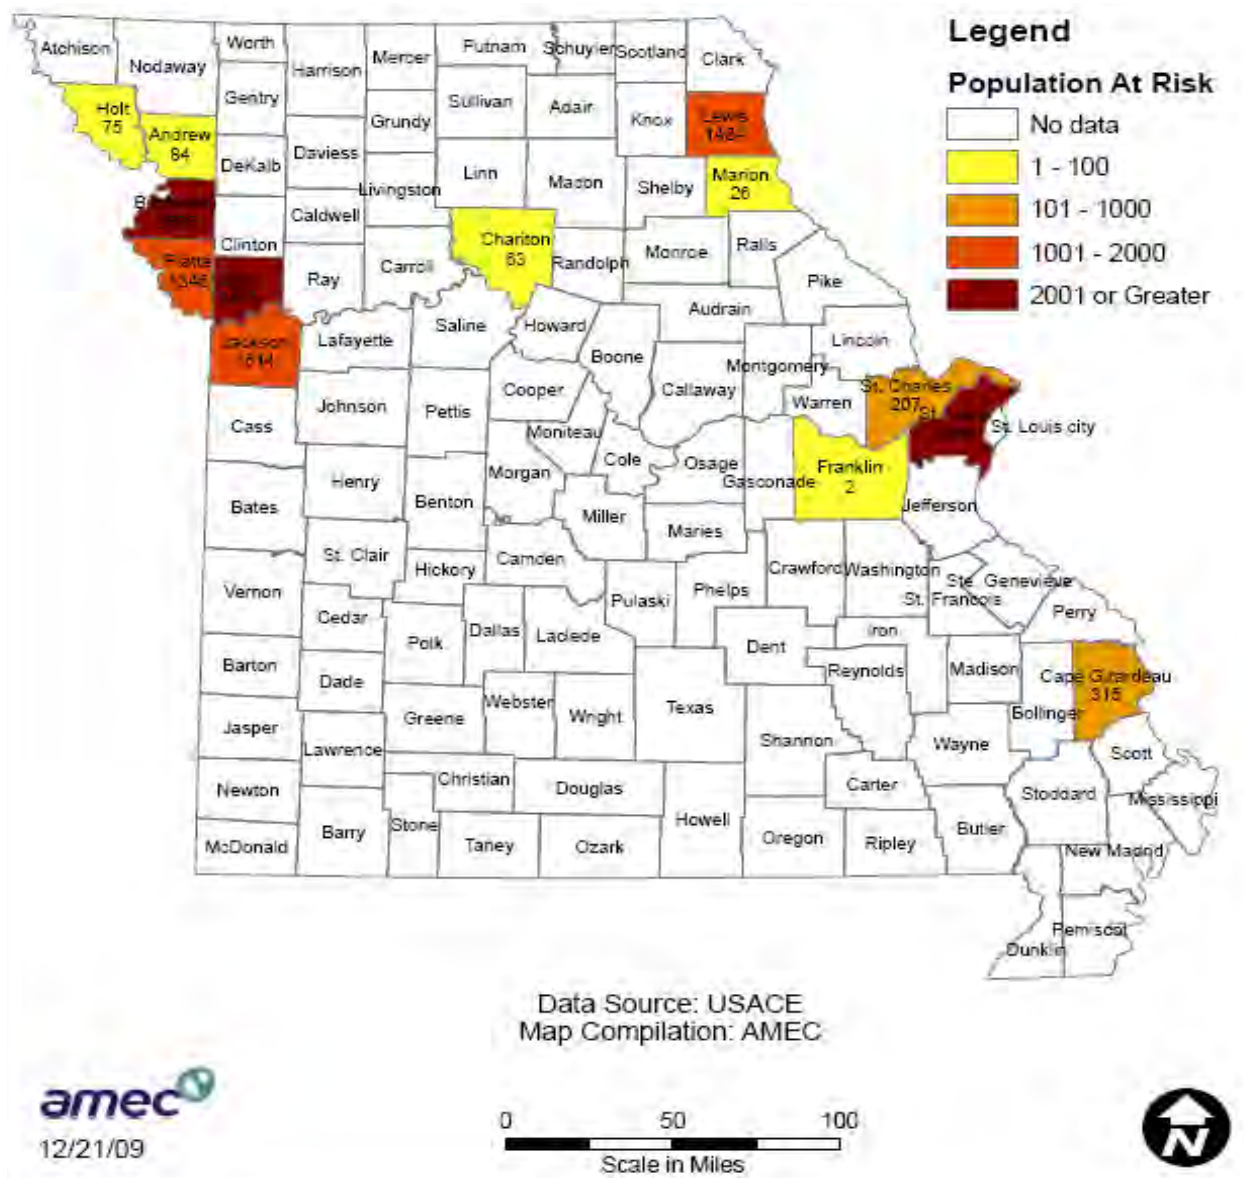 Legend
Population At Risk
No data
1 - 100
101 - 1000
1001 - 2000
2001 or Greater
Atchison
Nodaway
Worth
Harrison
Mercer
Putnam
Schuyler
Scotland
Clark
Gentry
Sullivan
Adair
Knox
Lewis
Holt
75
Andrew
84
Grundy
DeKalb
Daviess
Linn
Macon
Shelby
Marion
26
Livingston
Caldwell
Clinton
Chariton
63
Monroe
Ralls
Platte
Ray
Carroll
Randolph
Pike
Audrain
Jackson
Lafayette
Saline
Howard
Boone
Lincoln
Montgomery
Callaway
Cooper
Warren
St. Charles
207
St.
St. Louis city
Johnson
Pettis
Cass
Moniteau
Cole
Osage
Gasconade
Franklin
2
Morgan
Henry
Benton
Bates
Miller
Jefferson
Maries
St. Clair
Hickory
Camden
Crawford
Washington
Ste. Genevieve
St. Francois
Vernon
Pulaski
Phelps
Perry
Cedar
Polk
Dallas
Laclede
Dent
Iron
Barton
Dade
Reynolds
Madison
Cape Girardeau
315
Bollinger
Webster
Wright
Texas
Greene
Jasper
Lawrence
Shannon
Wayne
Scott
Newton
Christian
Douglas
Carter
Stoddard
Mississippi
McDonald
Barry
Stone
Taney
Ozark
Howell
Oregon
Ripley
Butler
New Madrid
Pemiscot
Dunklin
Data Source: USACE
Map Compilation: AMEC
amec
12/21/09
0 50 100
Scale in Miles
N